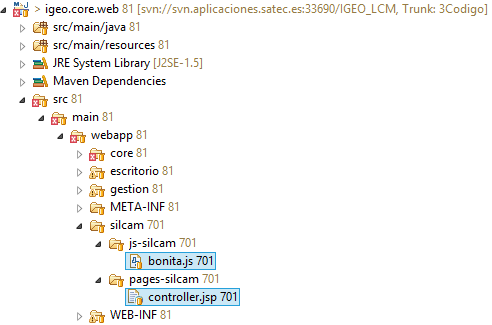 igeo.core.web 81 [svn://svn.aplicaciones.satec.es:33690/IGEO_LCM, Trunk: 3Codigo]
src/main/java 81
src/main/resources 81
JRE System Library [J2SE-1.5]
Maven Dependencies
src 81
main 81
webapp 81
core 81
escritorio 81
gestion 81
META-INF 81
silcam 701
js-silcam 701
bonita.js 701
pages-silcam 701
controller.jsp 701
WEB-INF 81